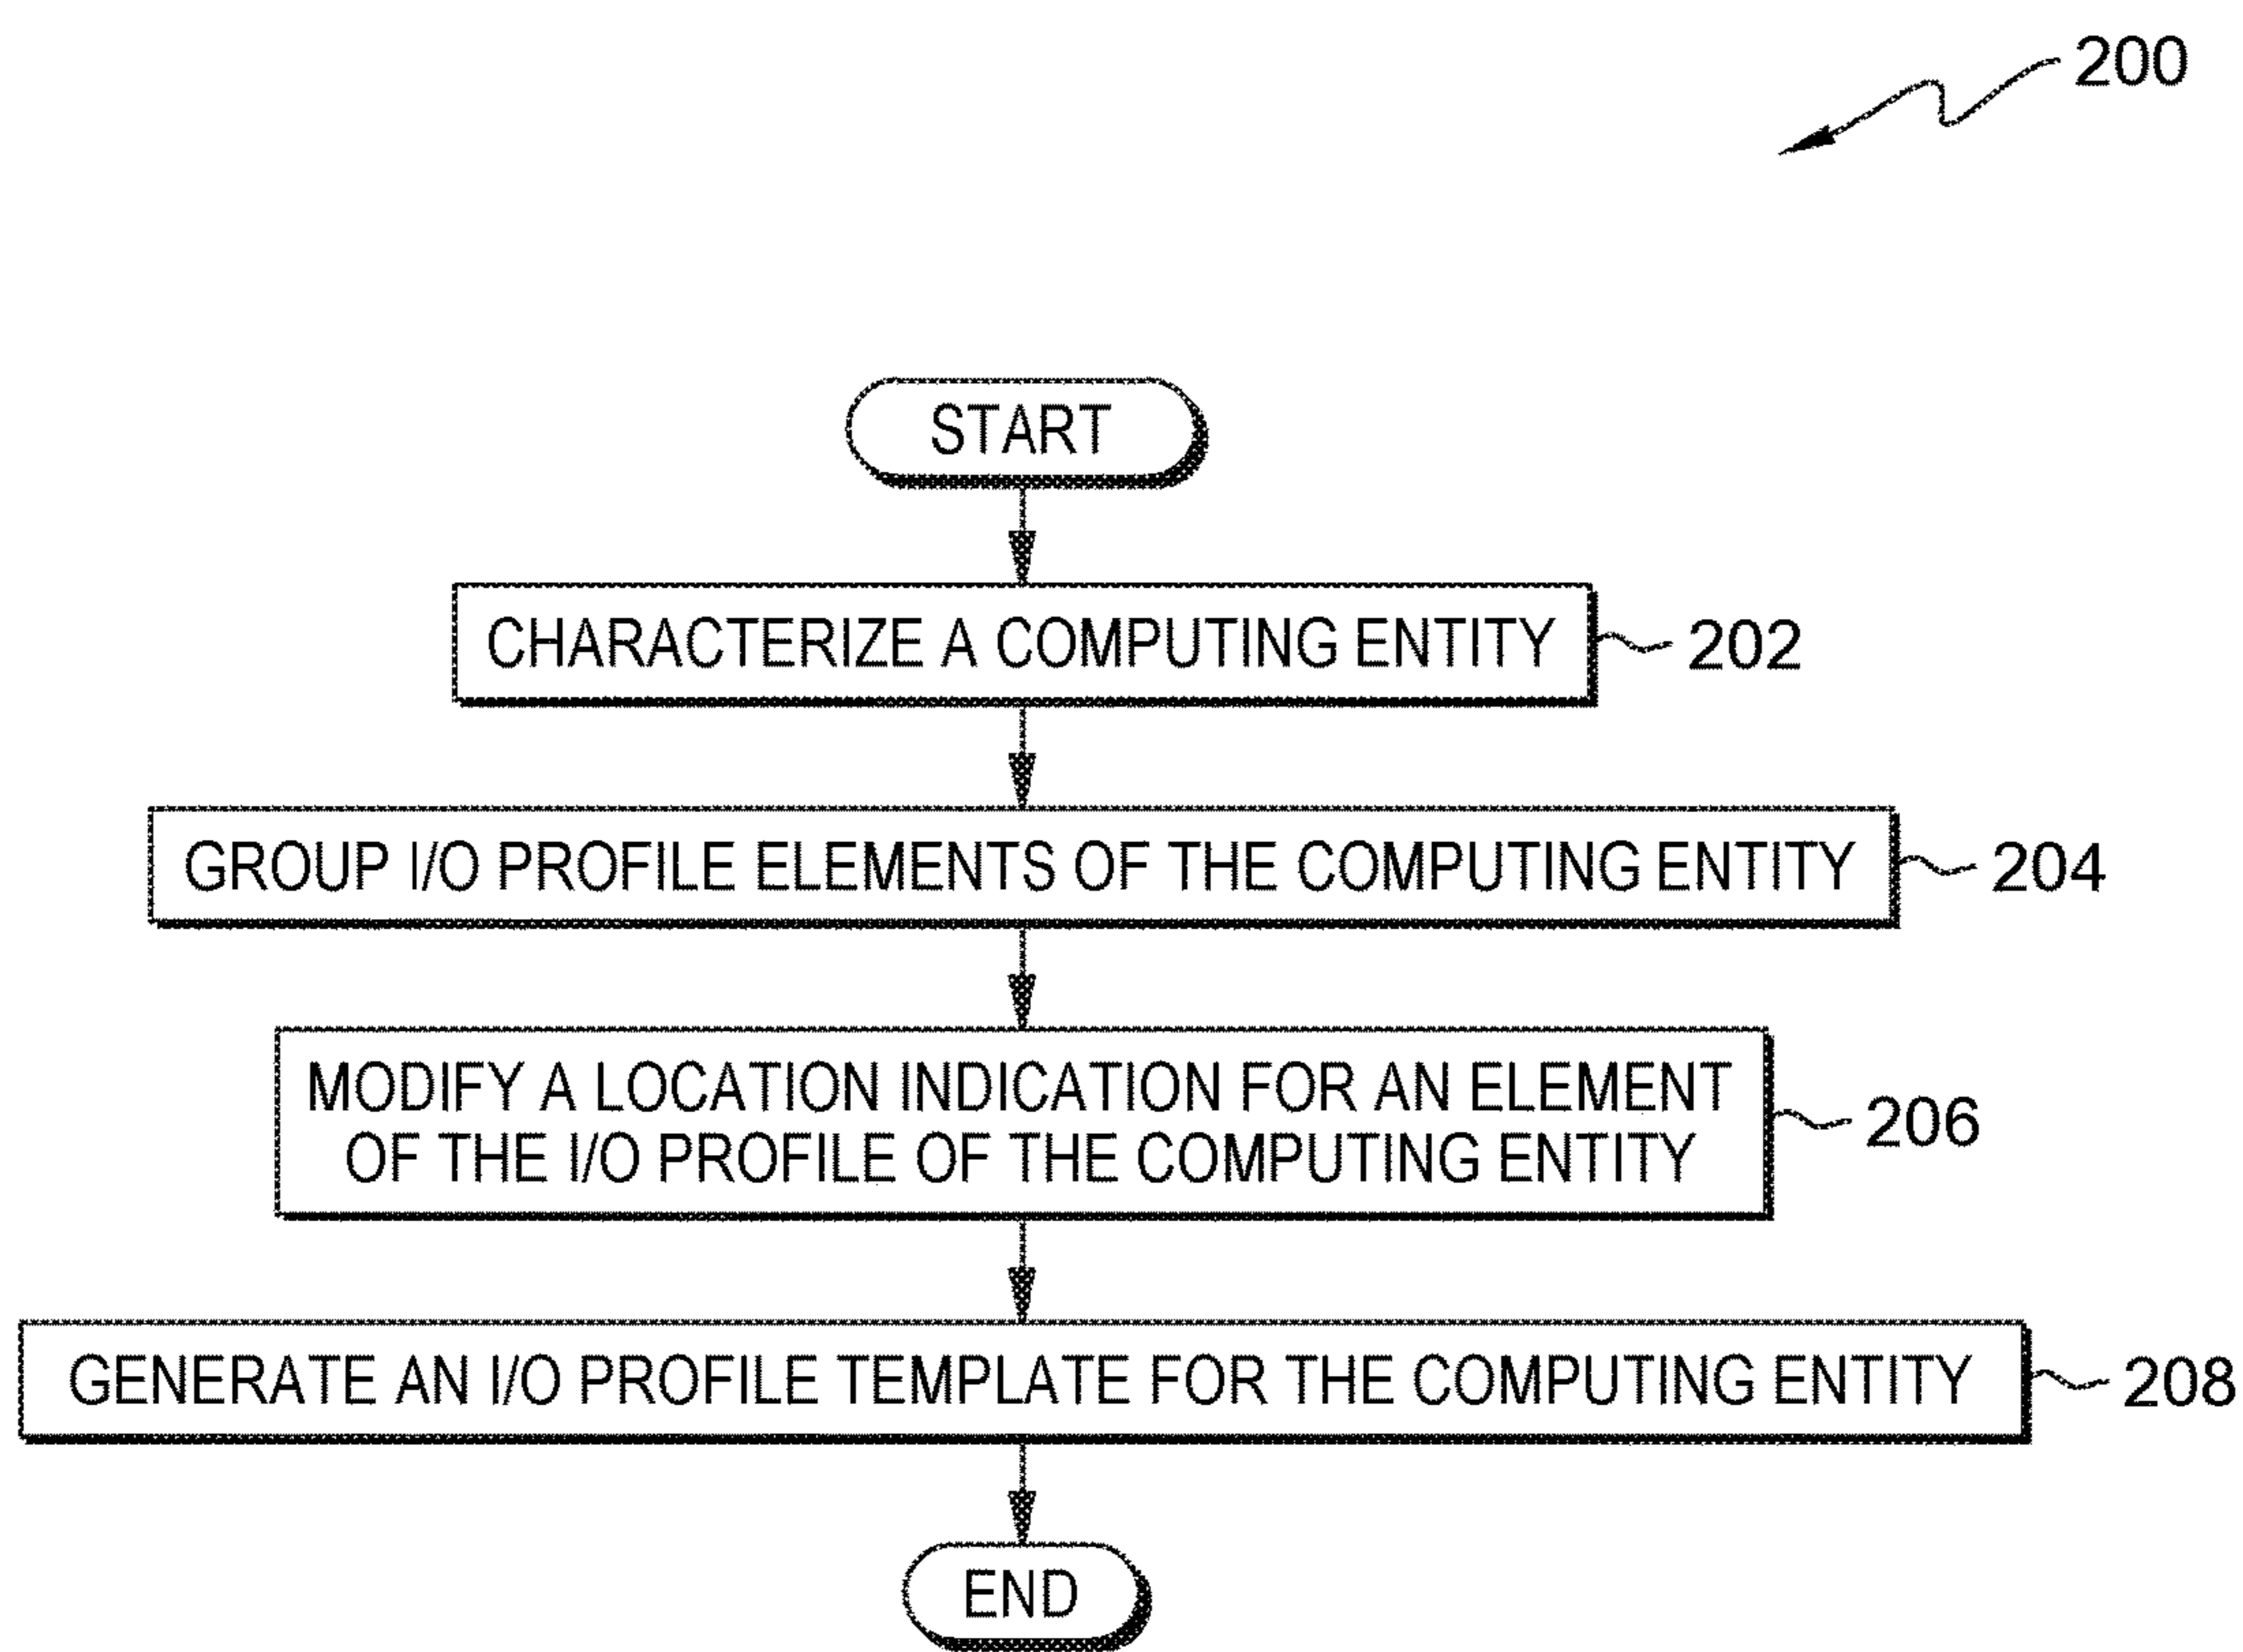 200
START
CHARACTERIZE A COMPUTING ENTITY
202
GROUP I/O PROFILE ELEMENTS OF THE COMPUTING ENTITY
204
MODIFY A LOCATION INDICATION FOR AN ELEMENT
OF THE I/O PROFILE OF THE COMPUTING ENTITY
206
GENERATE AN I/O PROFILE TEMPLATE FOR THE COMPUTING ENTITY
208
END